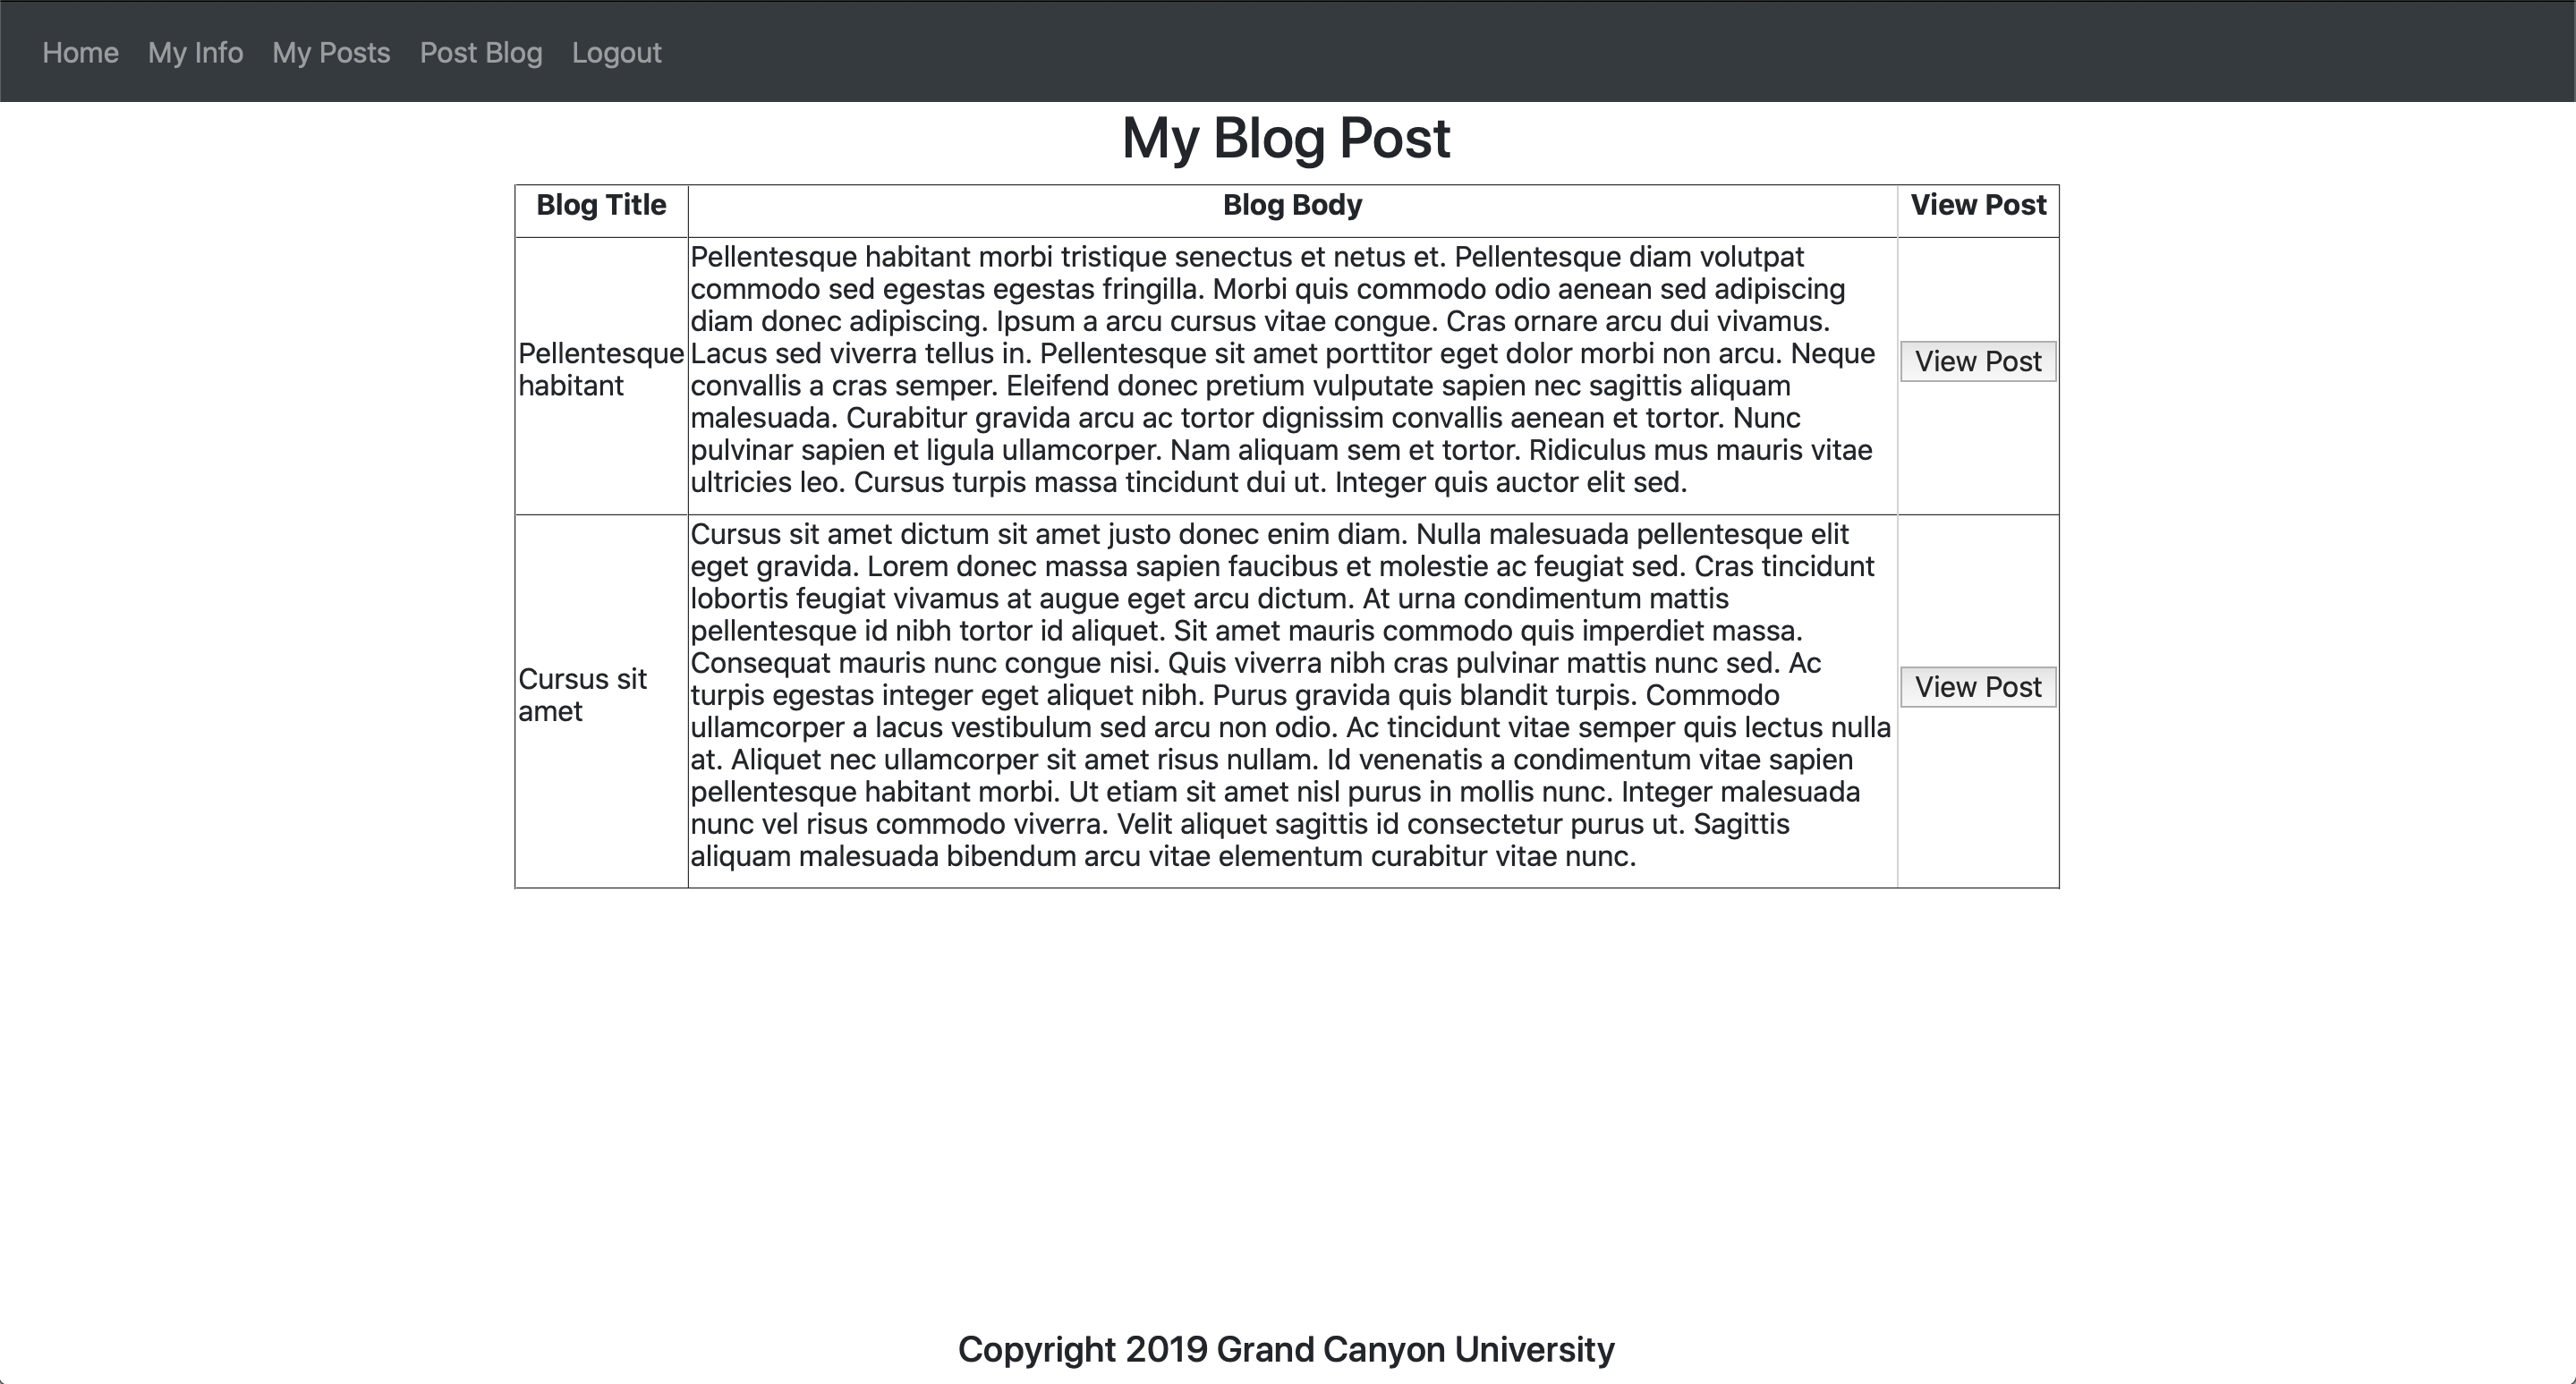 Home My Info My Posts Post Blog Logout
My Blog Post
Blog Title Blog Body View Post
Pellentesque
habitant
Pellentesque habitant morbi tristique senectus et netus et. Pellentesque diam volutpat
commodo sed egestas egestas fringilla. Morbi quis commodo odio aenean sed adipiscing
diam donec adipiscing. Ipsum a arcu cursus vitae congue. Cras ornare arcu dui vivamus.
Lacus sed viverra tellus in. Pellentesque sit amet porttitor eget dolor morbi non arcu. Neque
convallis a cras semper. Eleifend donec pretium vulputate sapien nec sagittis aliquam
malesuada. Curabitur gravida arcu ac tortor dignissim convallis aenean et tortor. Nunc
pulvinar sapien et ligula ullamcorper. Nam aliquam sem et tortor. Ridiculus mus mauris vitae
ultricies leo. Cursus turpis massa tincidunt dui ut. Integer quis auctor elit sed.
View Post
Cursus sit
amet
Cursus sit amet dictum sit amet justo donec enim diam. Nulla malesuada pellentesque elit
eget gravida. Lorem donec massa sapien faucibus et molestie ac feugiat sed. Cras tincidunt
lobortis feugiat vivamus at augue eget arcu dictum. At urna condimentum mattis
pellentesque id nibh tortor id aliquet. Sit amet mauris commodo quis imperdiet massa.
Consequat mauris nunc congue nisi. Quis viverra nibh cras pulvinar mattis nunc sed. Ac
turpis egestas integer eget aliquet nibh. Purus gravida quis blandit turpis. Commodo
ullamcorper a lacus vestibulum sed arcu non odio. Ac tincidunt vitae semper quis lectus nulla
at. Aliquet nec ullamcorper sit amet risus nullam. Id venenatis a condimentum vitae sapien
pellentesque habitant morbi. Ut etiam sit amet nisl purus in mollis nunc. Integer malesuada
nunc vel risus commodo viverra. Velit aliquet sagittis id consectetur purus ut. Sagittis
aliquam malesuada bibendum arcu vitae elementum curabitur vitae nunc.
View Post
Copyright 2019 Grand Canyon University